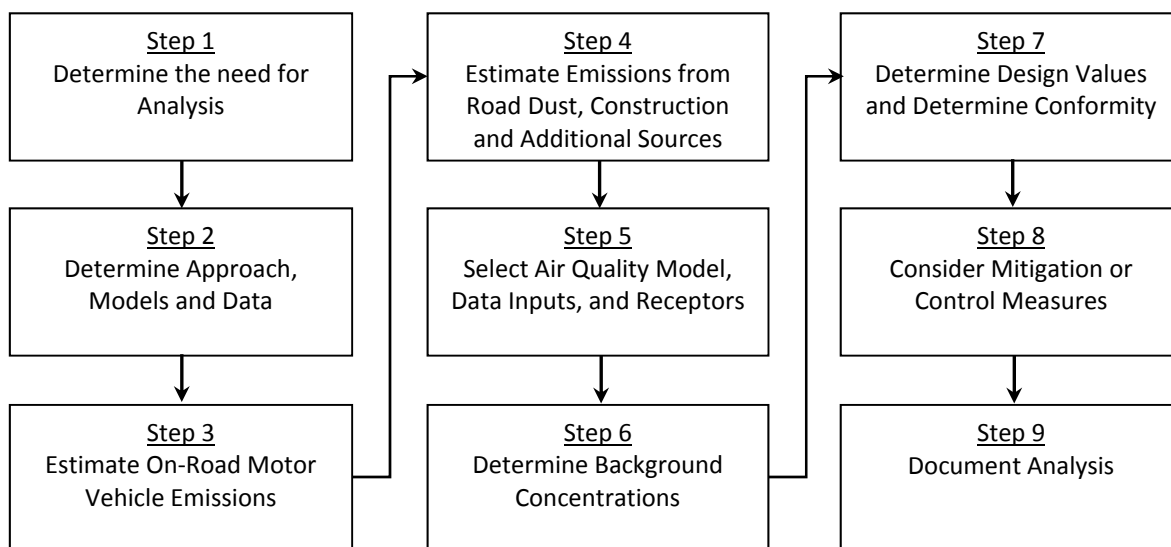 Step 1
Determine the need for
Analysis
Step 2
Determine Approach,
Models and Data
Step 3
Estimate On-Road Motor
Vehicle Emissions
Step 4
Estimate Emissions from
Road Dust, Construction
and Additional Sources
Step 5
Select Air Quality Model,
Data Inputs, and Receptors
Step 6
Determine Background
Concentrations
Step 7
Determine Design Values
and Determine Conformity
Step 8
Consider Mitigation or
Control Measures
Step 9
Document Analysis